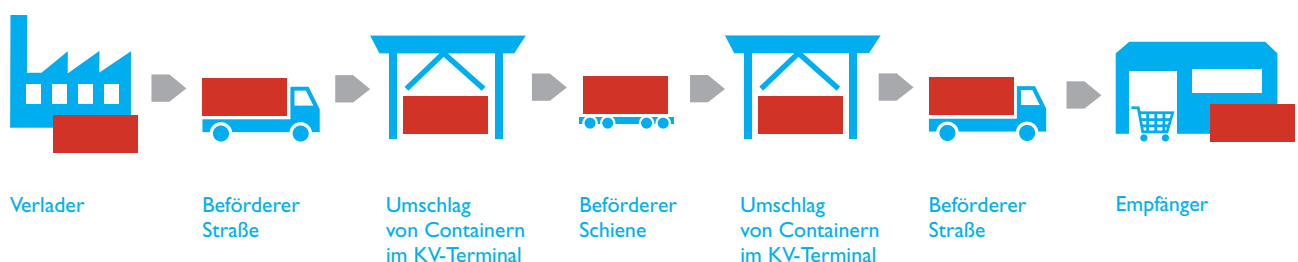 Verlader
Beförderer
Straße
Umschlag
von Containern
im KV-Terminal
Beförderer
Schiene
Umschlag
von Containern
im KV-Terminal
Beförderer
Straße
Empfänger